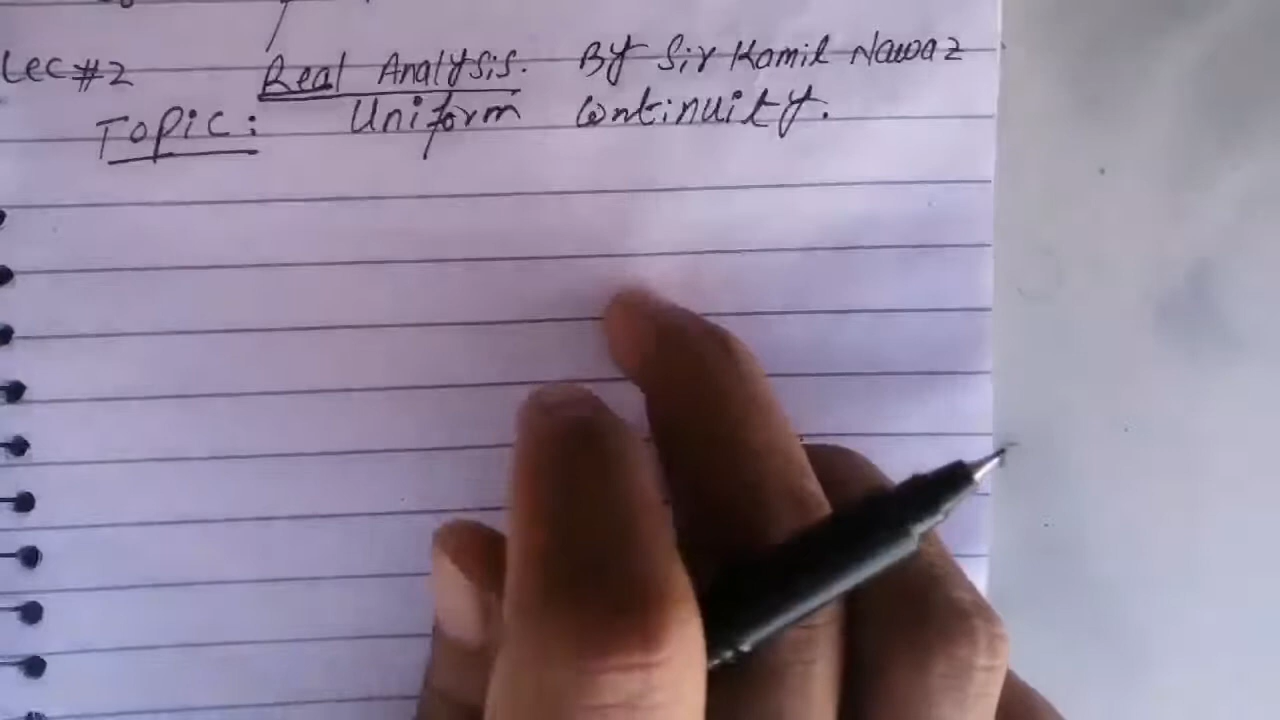 Lec#2 Real Analysis. By Sir Kamil Nawaz
Topic: Uniform Continuity.